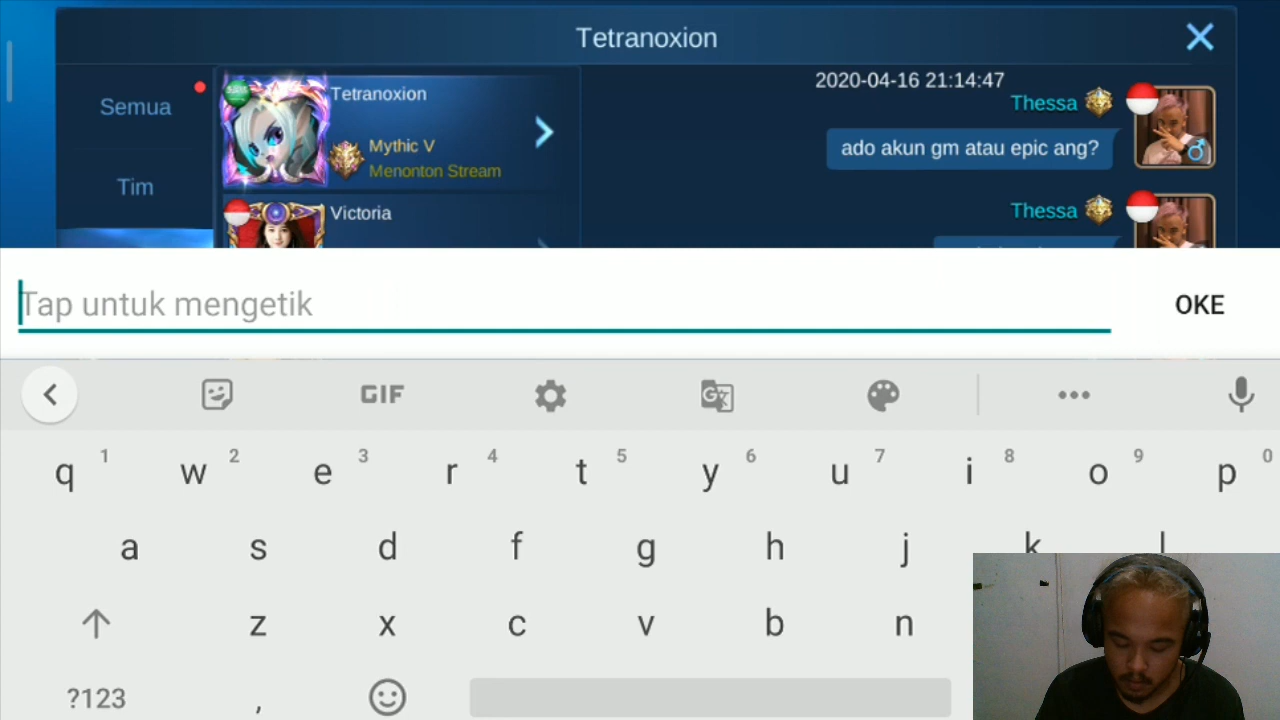 Tetranoxion
Semua
Tim
Tetranoxion
Mythic V
Menonton Stream
Victoria
2020-04-16 21:14:47
Thessa
ado akun gm atau epic ang?
Thessa
Tap untuk mengetik
OKE
GIF
q 1 w 2 e 3 r 4 t 5 y 6 u 7 i 8 o 9 p 0
a s d f g h j k l
z x c v b n
?123 ,